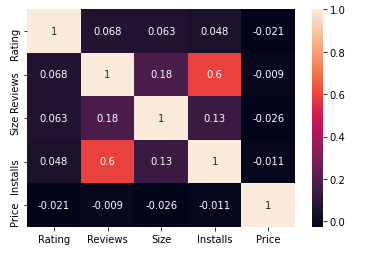 1.0
Rating 1 0.068 0.063 0.048 -0.021
0.8
Reviews 0.068 1 0.18 0.6 -0.009
0.6
Size 0.063 0.18 1 0.13 -0.026
0.4
Installs 0.048 0.6 0.13 1 -0.011
0.2
Price -0.021 -0.009 -0.026 -0.011 1
0.0
Rating Reviews Size Installs Price